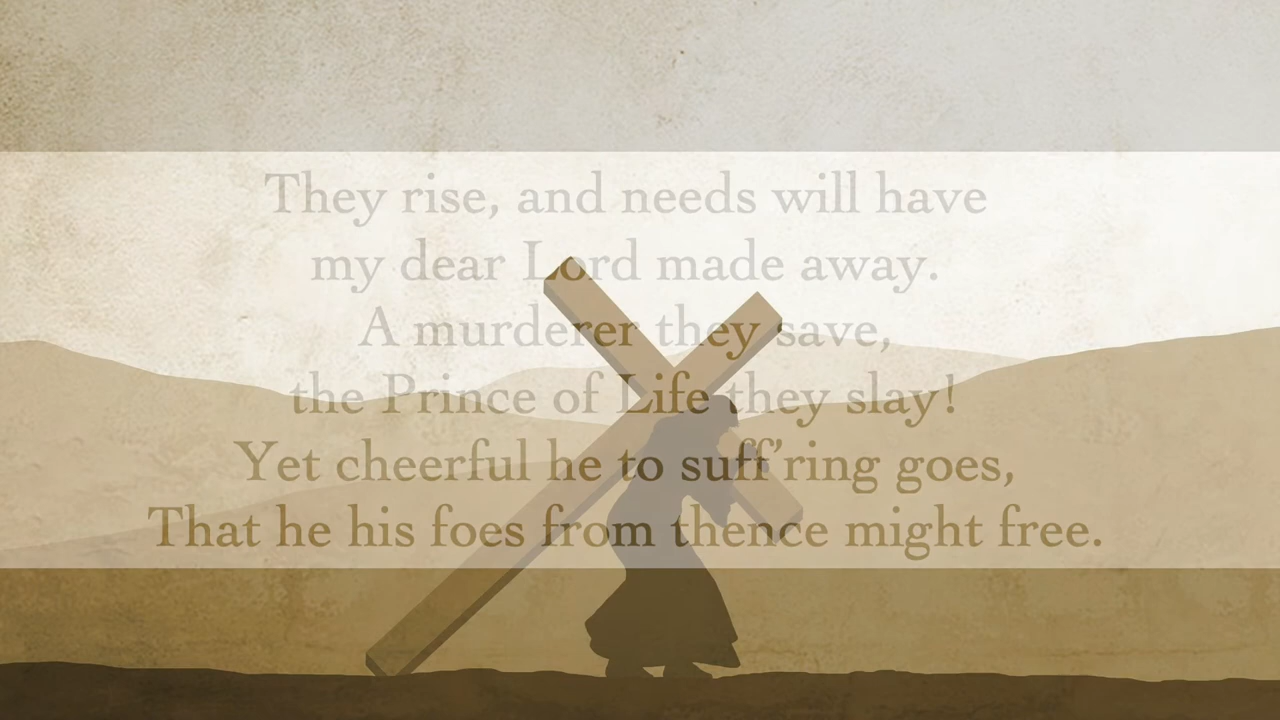 They rise, and needs will have
my dear Lord made away.
A murderer they save,
the Prince of Life they slay!
Yet cheerful he to suff’ring goes,
That he his foes from thence might free.